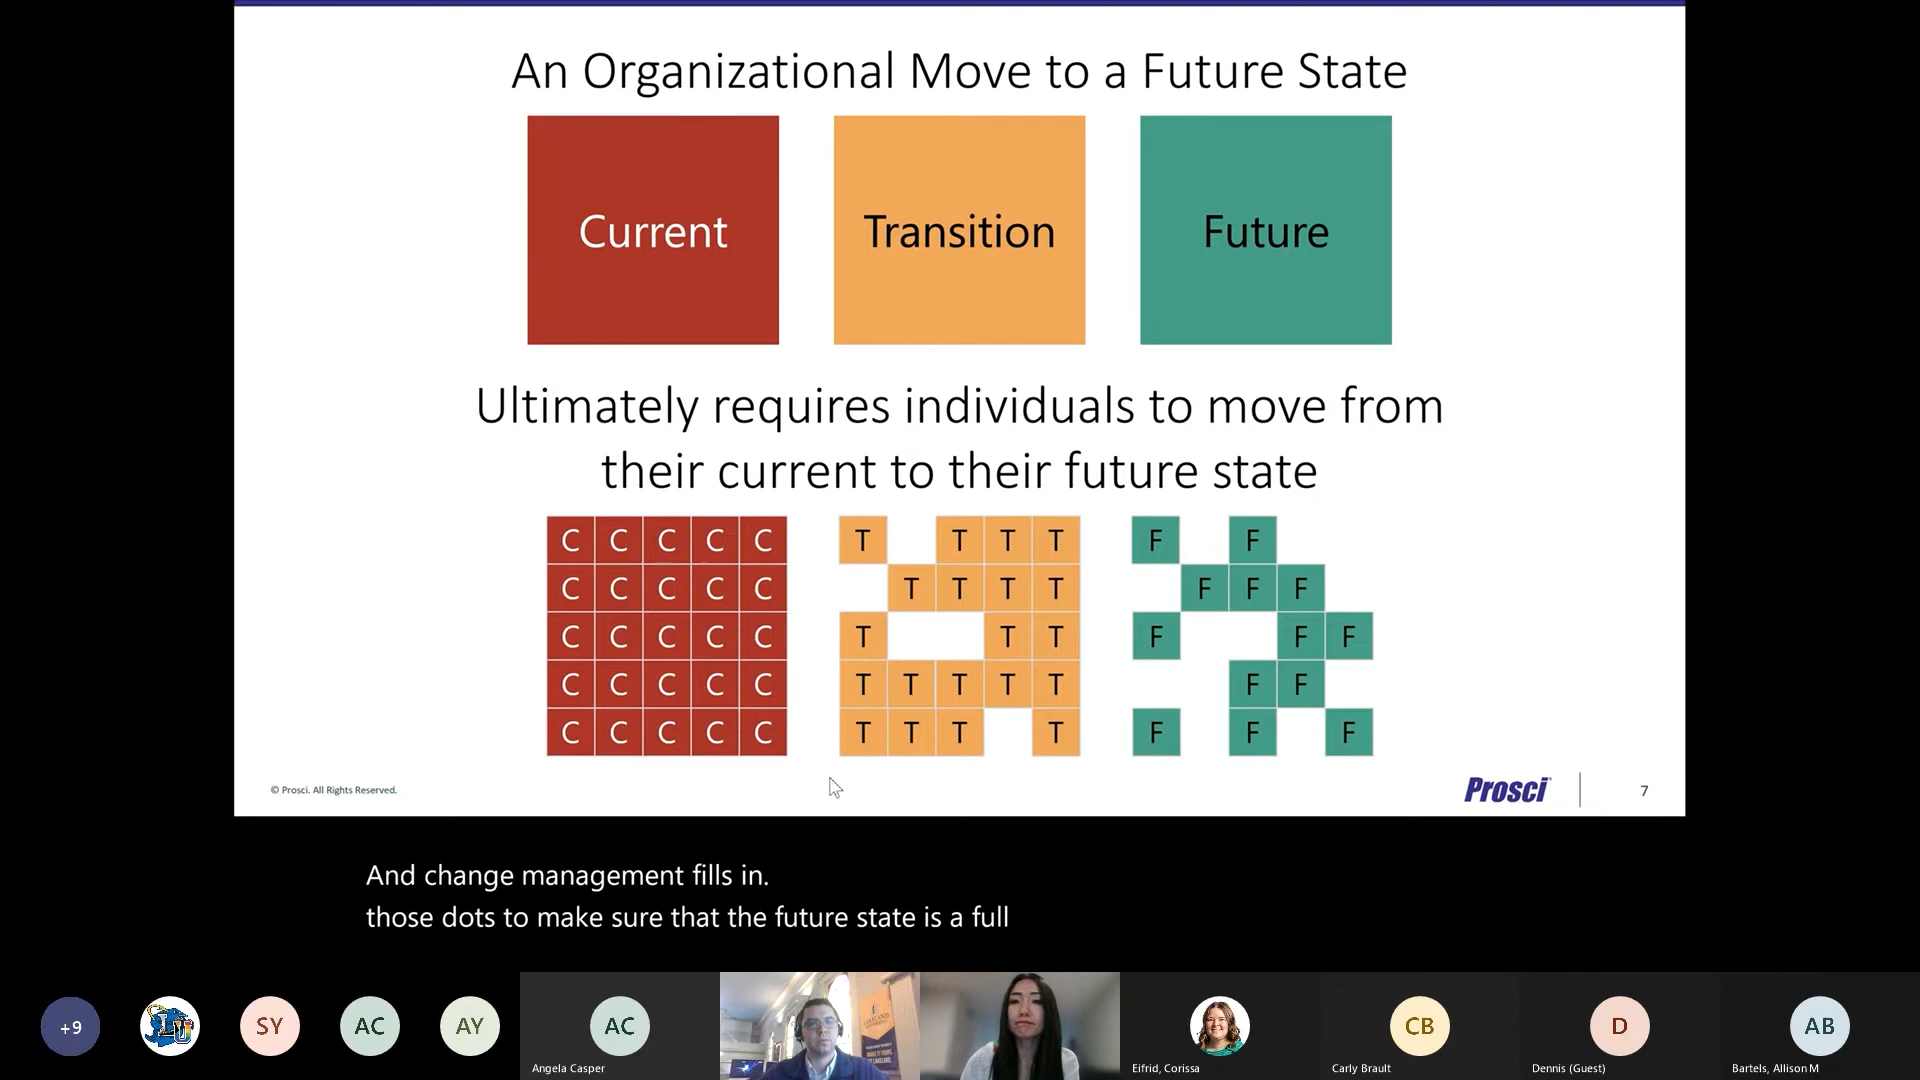 An Organizational Move to a Future State
Current
Transition
Future
Ultimately requires individuals to move from
their current to their future state
C C C C C
C C C C C
C C C C C
C C C C C
C C C C C
T T T T
T T T T
T T T
T T T T T
T T T T
F F
F F F
F F F
F F
F F F
© Prosci. All Rights Reserved.
Prosci
7
And change management fills in.
those dots to make sure that the future state is a full
+9
LU
SY
AC
AY
AC
Angela Casper
Eifrid, Corissa
CB
Carly Brault
D
Dennis (Guest)
AB
Bartels, Allison M